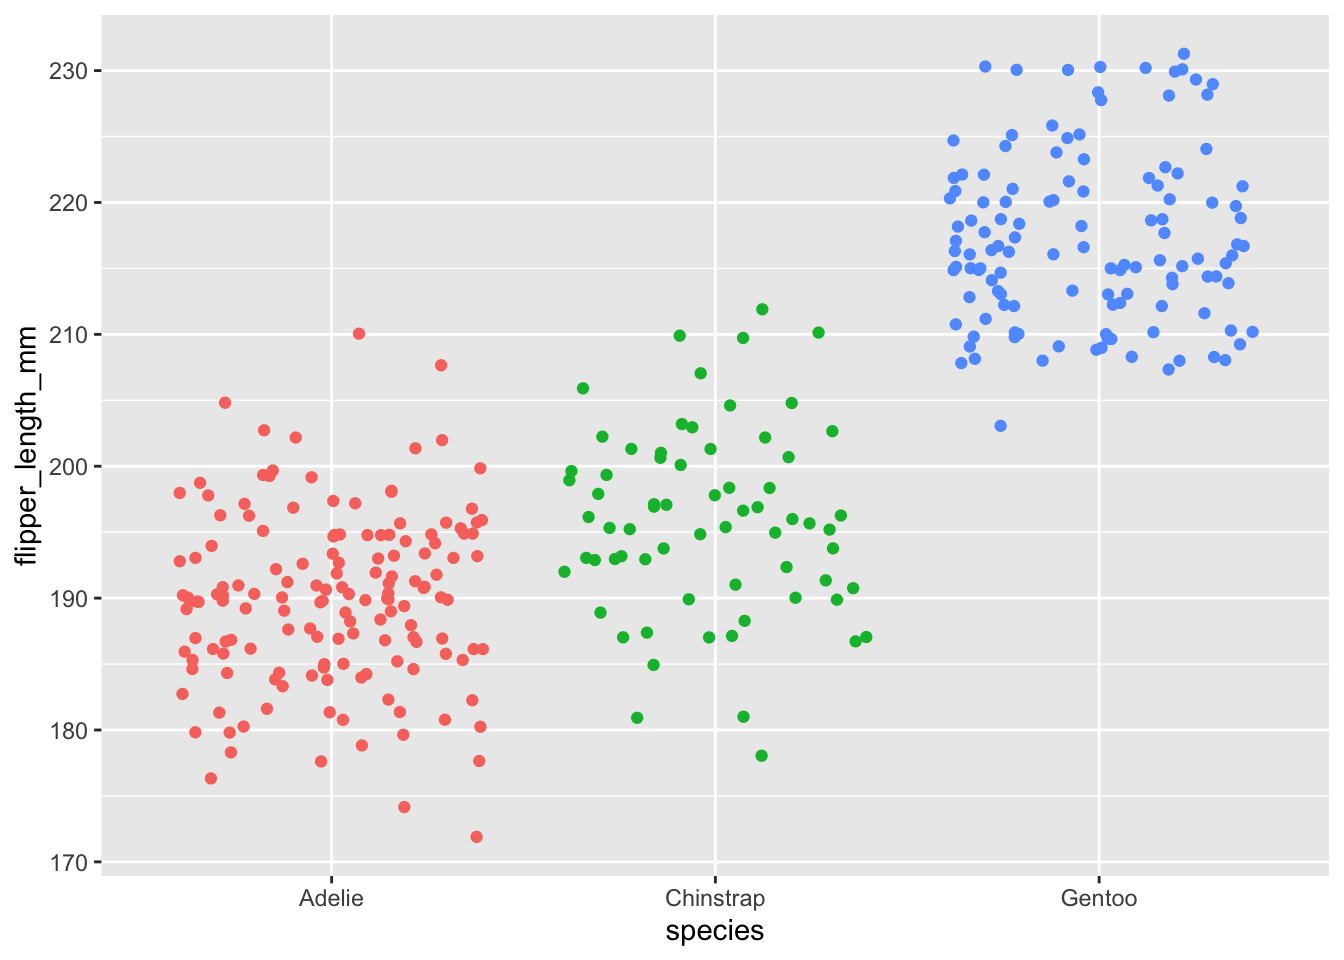 flipper_length_mm
230
220
210
200
190
180
170
Adelie
Chinstrap
Gentoo
species